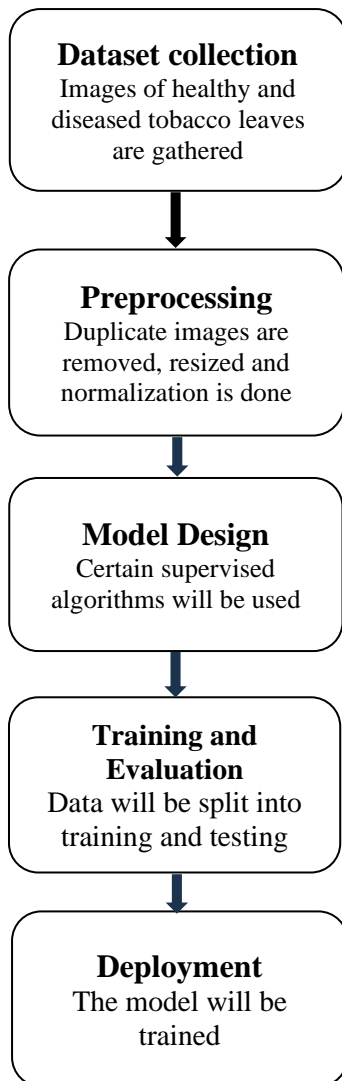 Dataset collection
Images of healthy and
diseased tobacco leaves
are gathered
Preprocessing
Duplicate images are
removed, resized and
normalization is done
Model Design
Certain supervised
algorithms will be used
Training and
Evaluation
Data will be split into
training and testing
Deployment
The model will be
trained